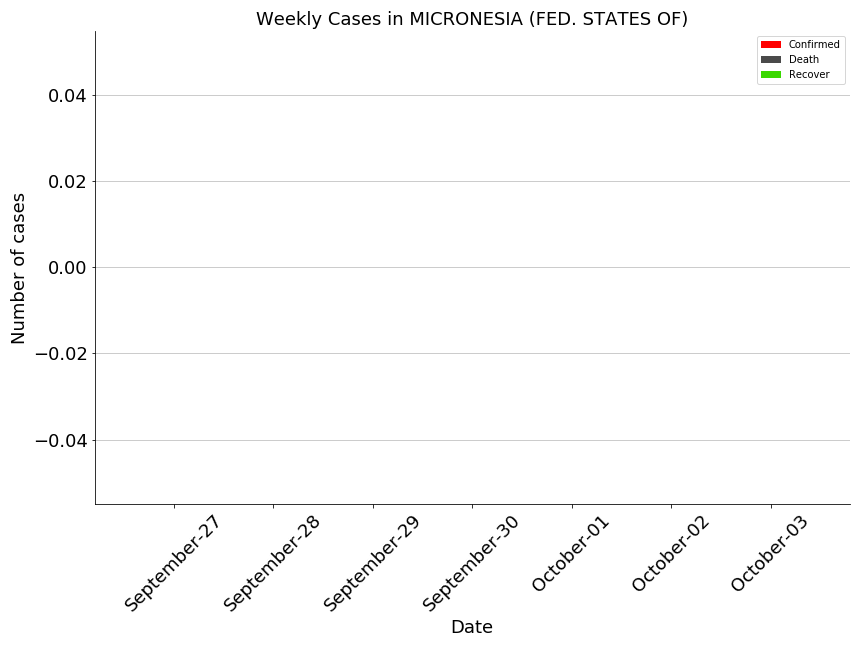 Weekly Cases in MICRONESIA (FED. STATES OF)
Confirmed
Death
Recover
Number of cases
0.04
0.02
0.00
−0.02
−0.04
September-27
September-28
September-29
September-30
October-01
October-02
October-03
Date